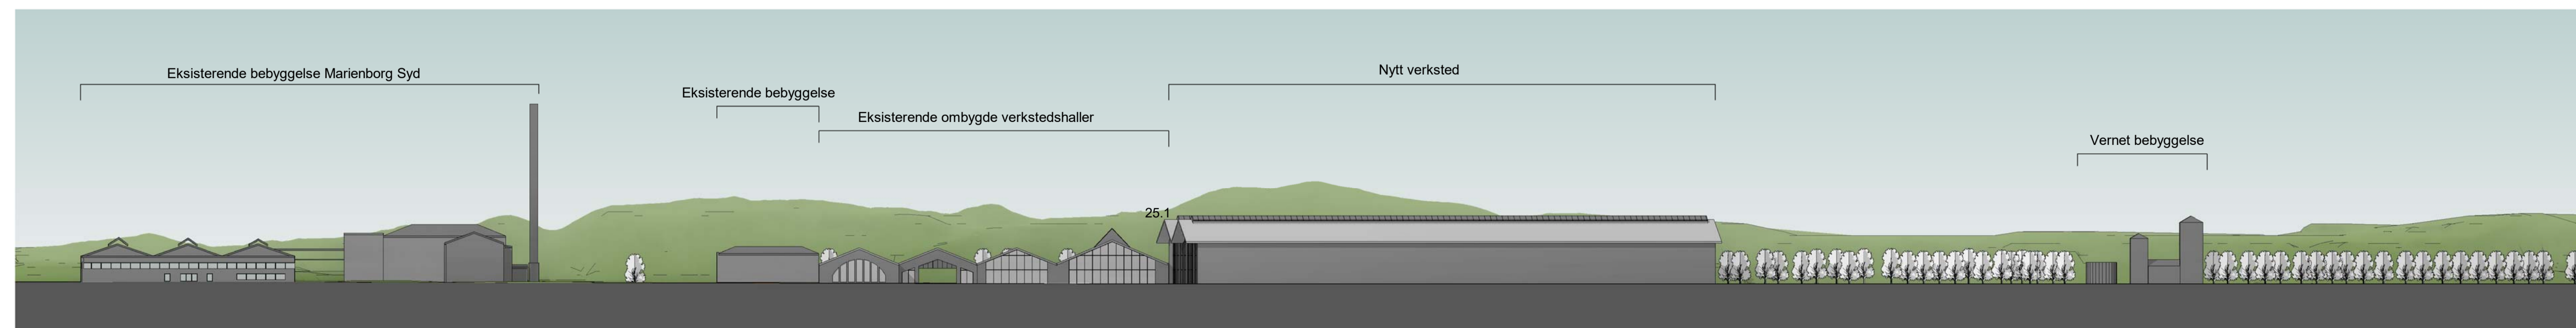 Eksisterende bebyggelse Marienborg Syd
Eksisterende bebyggelse
Eksisterende ombygde verkstedshaller
25.1
Nytt verksted
Vernet bebyggelse